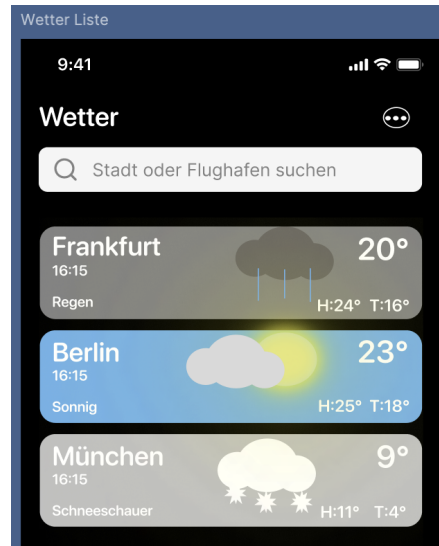 Wetter Liste
9:41
Wetter
Stadt oder Flughafen suchen
Frankfurt 20°
16:15
Regen H:24° T:16°
Berlin 23°
16:15
Sonnig H:25° T:18°
München 9°
16:15
Schneeschauer H:11° T:4°